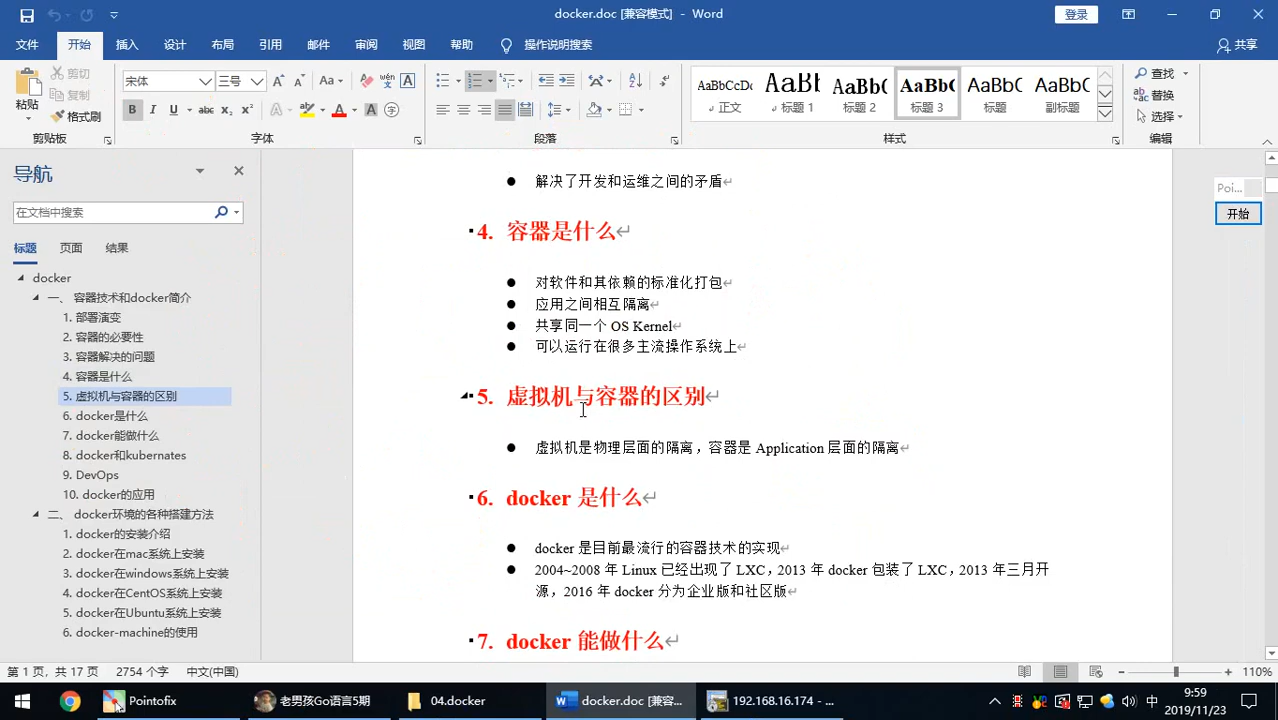 docker.doc [兼容模式] - Word
登录
文件 开始 插入 设计 布局 引用 邮件 审阅 视图 帮助 操作说明搜索 共享
粘贴
剪切
复制
格式刷
剪贴板
宋体 三号
字体
段落
AaBbCcDc AaBl AaBbC AaBbC AaBbC AaBbC
正文 标题 1 标题 2 标题 3 标题 副标题
样式
查找
替换
选择
编辑
导航
在文档中搜索
标题 页面 结果
docker
一、 容器技术和docker简介
1. 部署演变
2. 容器的必要性
3. 容器解决的问题
4. 容器是什么
5. 虚拟机与容器的区别
6. docker是什么
7. docker能做什么
8. docker和kubernates
9. DevOps
10. docker的应用
二、 docker环境的各种搭建方法
1. docker的安装介绍
2. docker在mac系统上安装
3. docker在windows系统上安装
4. docker在CentOS系统上安装
5. docker在Ubuntu系统上安装
6. docker-machine的使用
● 解决了开发和运维之间的矛盾
4. 容器是什么
● 对软件和其依赖的标准化打包
● 应用之间相互隔离
● 共享同一个 OS Kernel
● 可以运行在很多主流操作系统上
5. 虚拟机与容器的区别
● 虚拟机是物理层面的隔离，容器是 Application 层面的隔离
6. docker 是什么
● docker 是目前最流行的容器技术的实现
● 2004~2008 年 Linux 已经出现了 LXC，2013 年 docker 包装了 LXC，2013 年三月开
源，2016 年 docker 分为企业版和社区版
7. docker 能做什么
Poi...
开始
第 1 页，共 17 页 2754 个字 中文(中国) 110%
Pointofix 老男孩Go语言5期 04.docker docker.doc [兼容... 192.168.16.174 - ...
中
9:59
2019/11/23